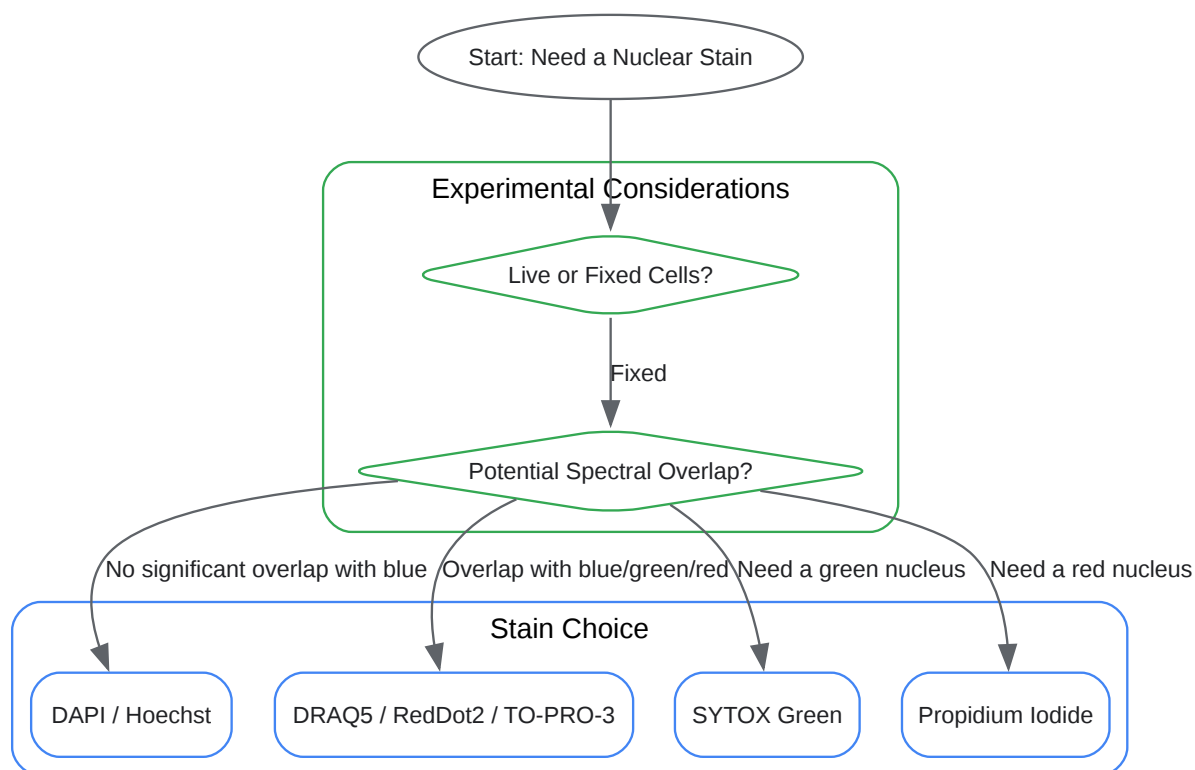 Start: Need a Nuclear Stain
Experimental Considerations
Live or Fixed Cells?
Fixed
Potential Spectral Overlap?
No significant overlap with blue
Overlap with blue/green/red
Need a green nucleus
Need a red nucleus
Stain Choice
DAPI / Hoechst
DRAQ5 / RedDot2 / TO-PRO-3
SYTOX Green
Propidium Iodide